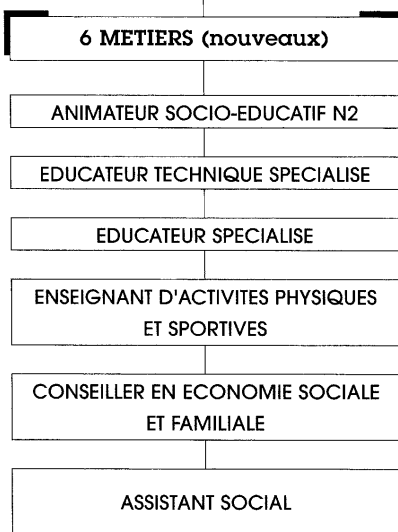 6 METIERS (nouveaux)
ANIMATEUR SOCIO-EDUCATIF N2
EDUCATEUR TECHNIQUE SPECIALISE
EDUCATEUR SPECIALISE
ENSEIGNANT D'ACTIVITES PHYSIQUES
ET SPORTIVES
CONSEILLER EN ECONOMIE SOCIALE
ET FAMILIALE
ASSISTANT SOCIAL